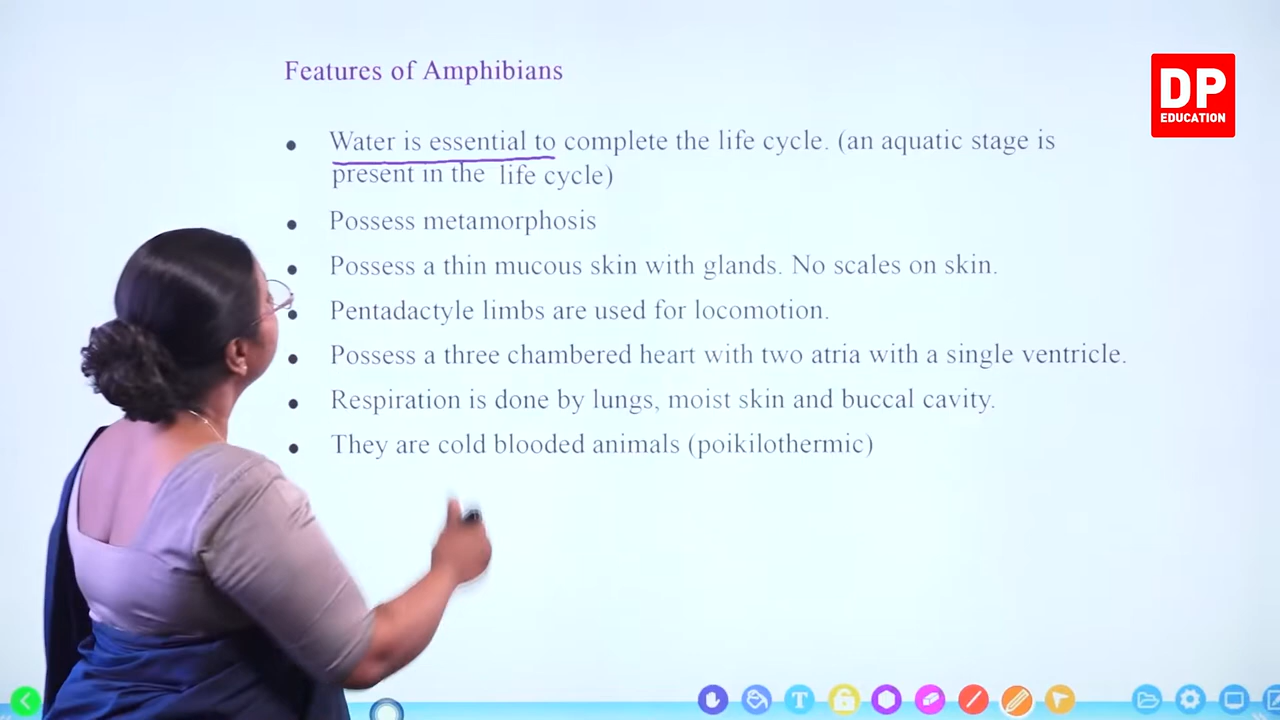 Features of Amphibians
DP
EDUCATION
• Water is essential to complete the life cycle. (an aquatic stage is
present in the life cycle)
• Possess metamorphosis
• Possess a thin mucous skin with glands. No scales on skin.
• Pentadactyle limbs are used for locomotion.
• Possess a three chambered heart with two atria with a single ventricle.
• Respiration is done by lungs, moist skin and buccal cavity.
• They are cold blooded animals (poikilothermic)
T